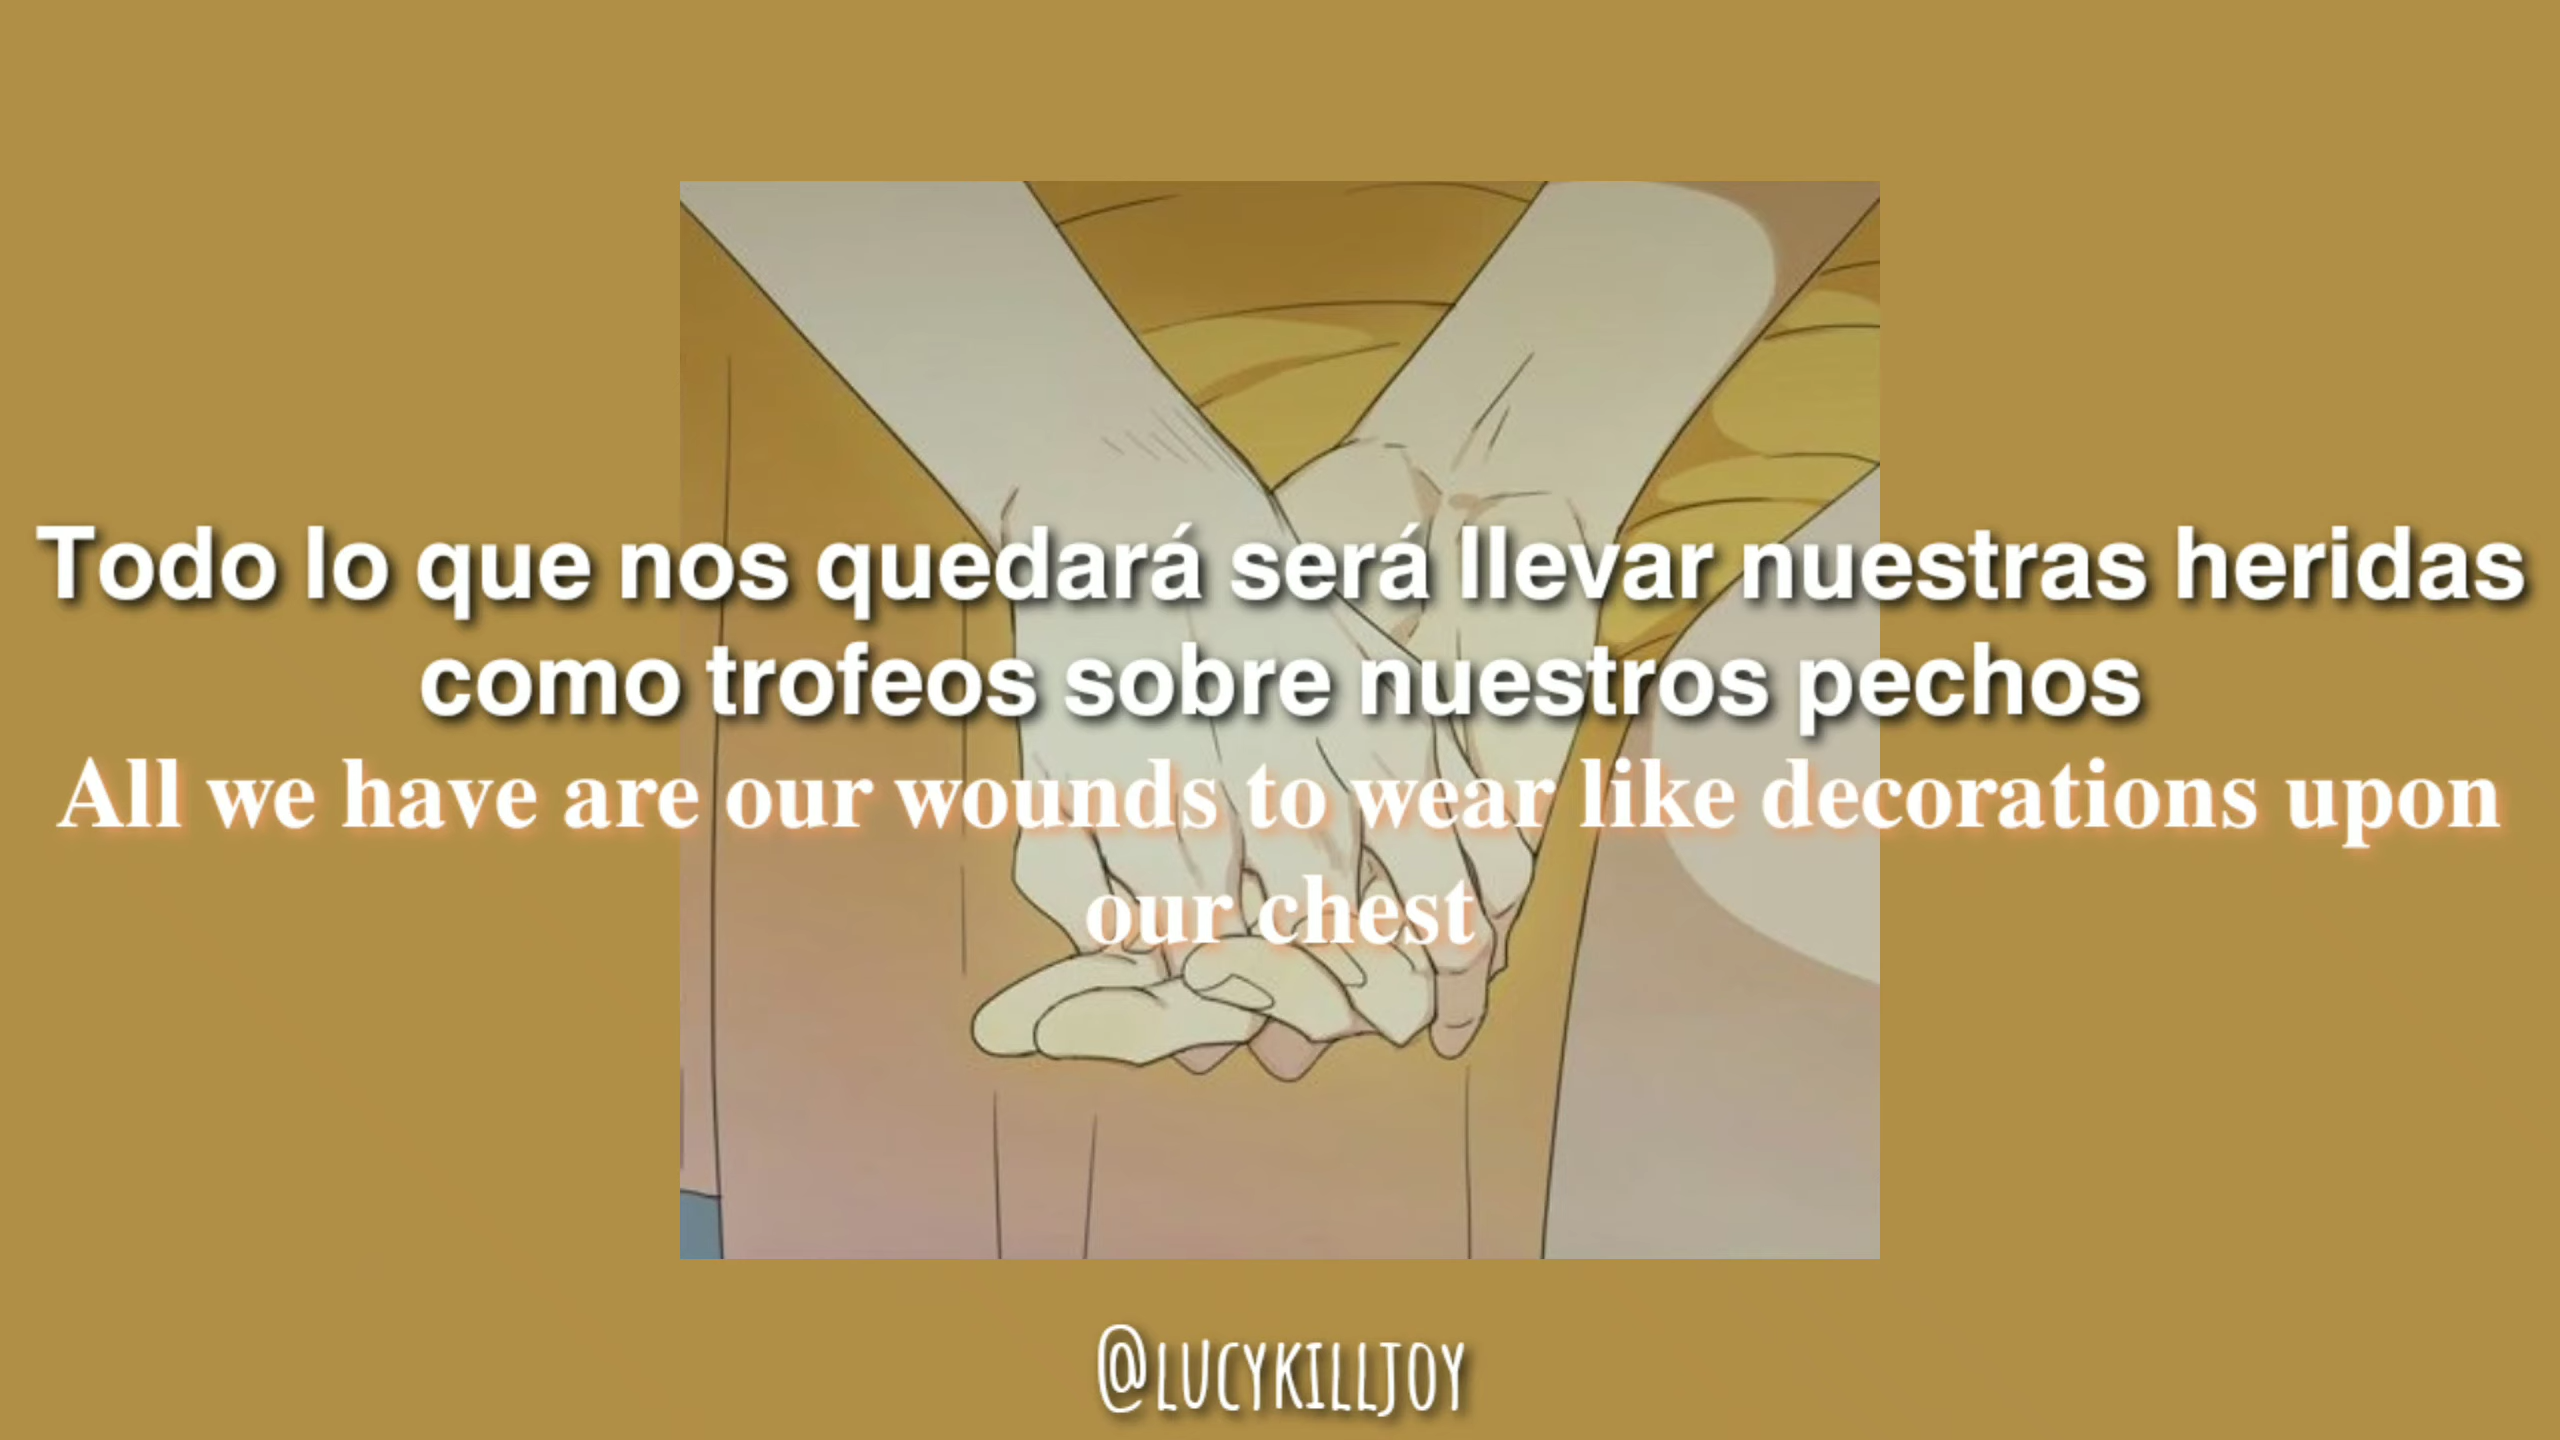 Todo lo que nos quedará será llevar nuestras heridas
como trofeos sobre nuestros pechos
All we have are our wounds to wear like decorations upon
our chest
@LUCYKILLJOY